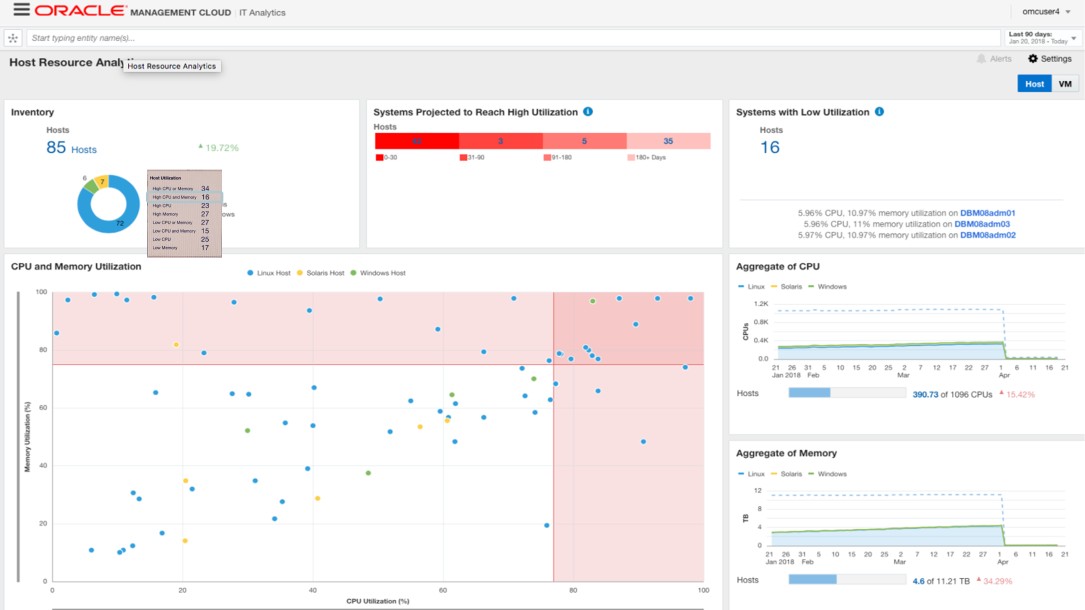 ORACLE MANAGEMENT CLOUD | IT Analytics
omcuser4
Start typing entity name(s)...
Last 90 days:
Jan 20, 2018 - Today
Host Resource Analyt
Host Resource Analytics
Alerts
Settings
Host
VM
Inventory
Hosts
85 Hosts
19.72%
6
7
72
Host Utilization
High CPU or Memory 34
High CPU and Memory 16
High CPU 23
High Memory 27
Low CPU or Memory 27
Low CPU and Memory 15
Low CPU 25
Low Memory 17
Systems Projected to Reach High Utilization
Hosts
3
5
35
0-30
31-90
91-180
180+ Days
Systems with Low Utilization
Hosts
16
5.96% CPU, 10.97% memory utilization on DBM08adm01
5.96% CPU, 11% memory utilization on DBM08adm03
5.97% CPU, 10.97% memory utilization on DBM08adm02
CPU and Memory Utilization
Linux Host
Solaris Host
Windows Host
Memory Utilization (%)
100
80
60
40
20
0
0 20 40 60 80 100
CPU Utilization (%)
Aggregate of CPU
Linux
Solaris
Windows
CPUs
1.2K
0.8K
0.4K
0.0
21 26 31 5 10 15 20 25 2 7 12 17 22 27 1 6 11 16 21
Jan 2018 Feb Mar Apr
Hosts
390.73 of 1096 CPUs
15.42%
Aggregate of Memory
Linux
Solaris
Windows
TB
12
8
4
0
21 26 31 5 10 15 20 25 2 7 12 17 22 27 1 6 11 16 21
Jan 2018 Feb Mar Apr
Hosts
4.6 of 11.21 TB
34.29%